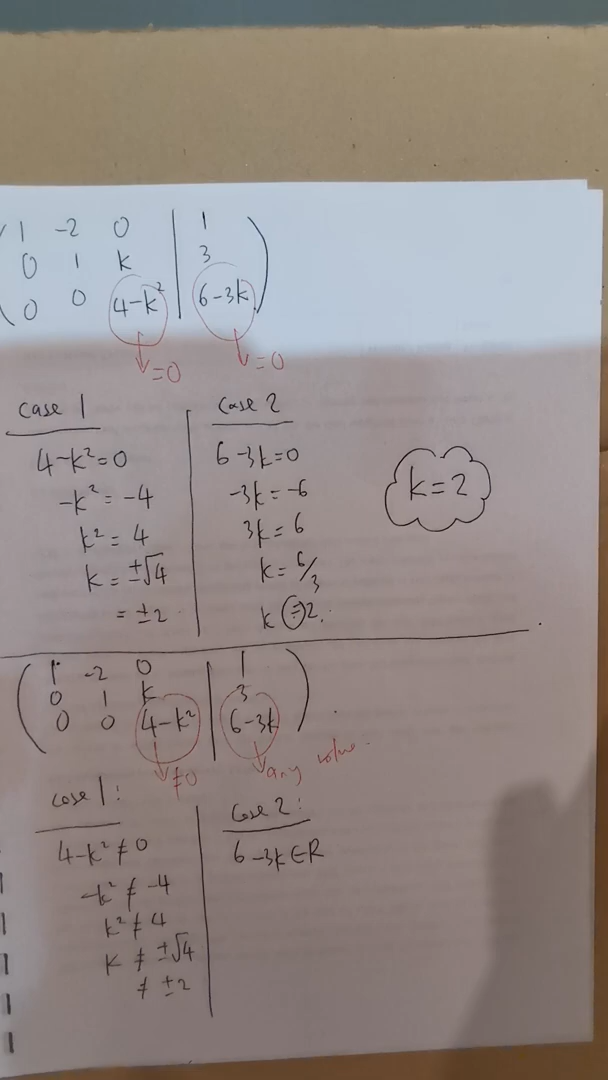 1 -2 0 | 1
0 1 k | 3
0 0 4-k² | 6-3k
=0 =0
case 1
4-k²=0
-k² = -4
k² = 4
k = ±√4
= ±2
case 2
6-3k=0
-3k = -6
3k = 6
k = 6/3
k = 2.
k=2
1 -2 0 | 1
0 1 k | 3
0 0 4-k² | 6-3k
≠0 any value.
case 1:
4-k² ≠ 0
-k² ≠ -4
k² ≠ 4
k ≠ ±√4
≠ ±2
case 2:
6-3k ∈ R